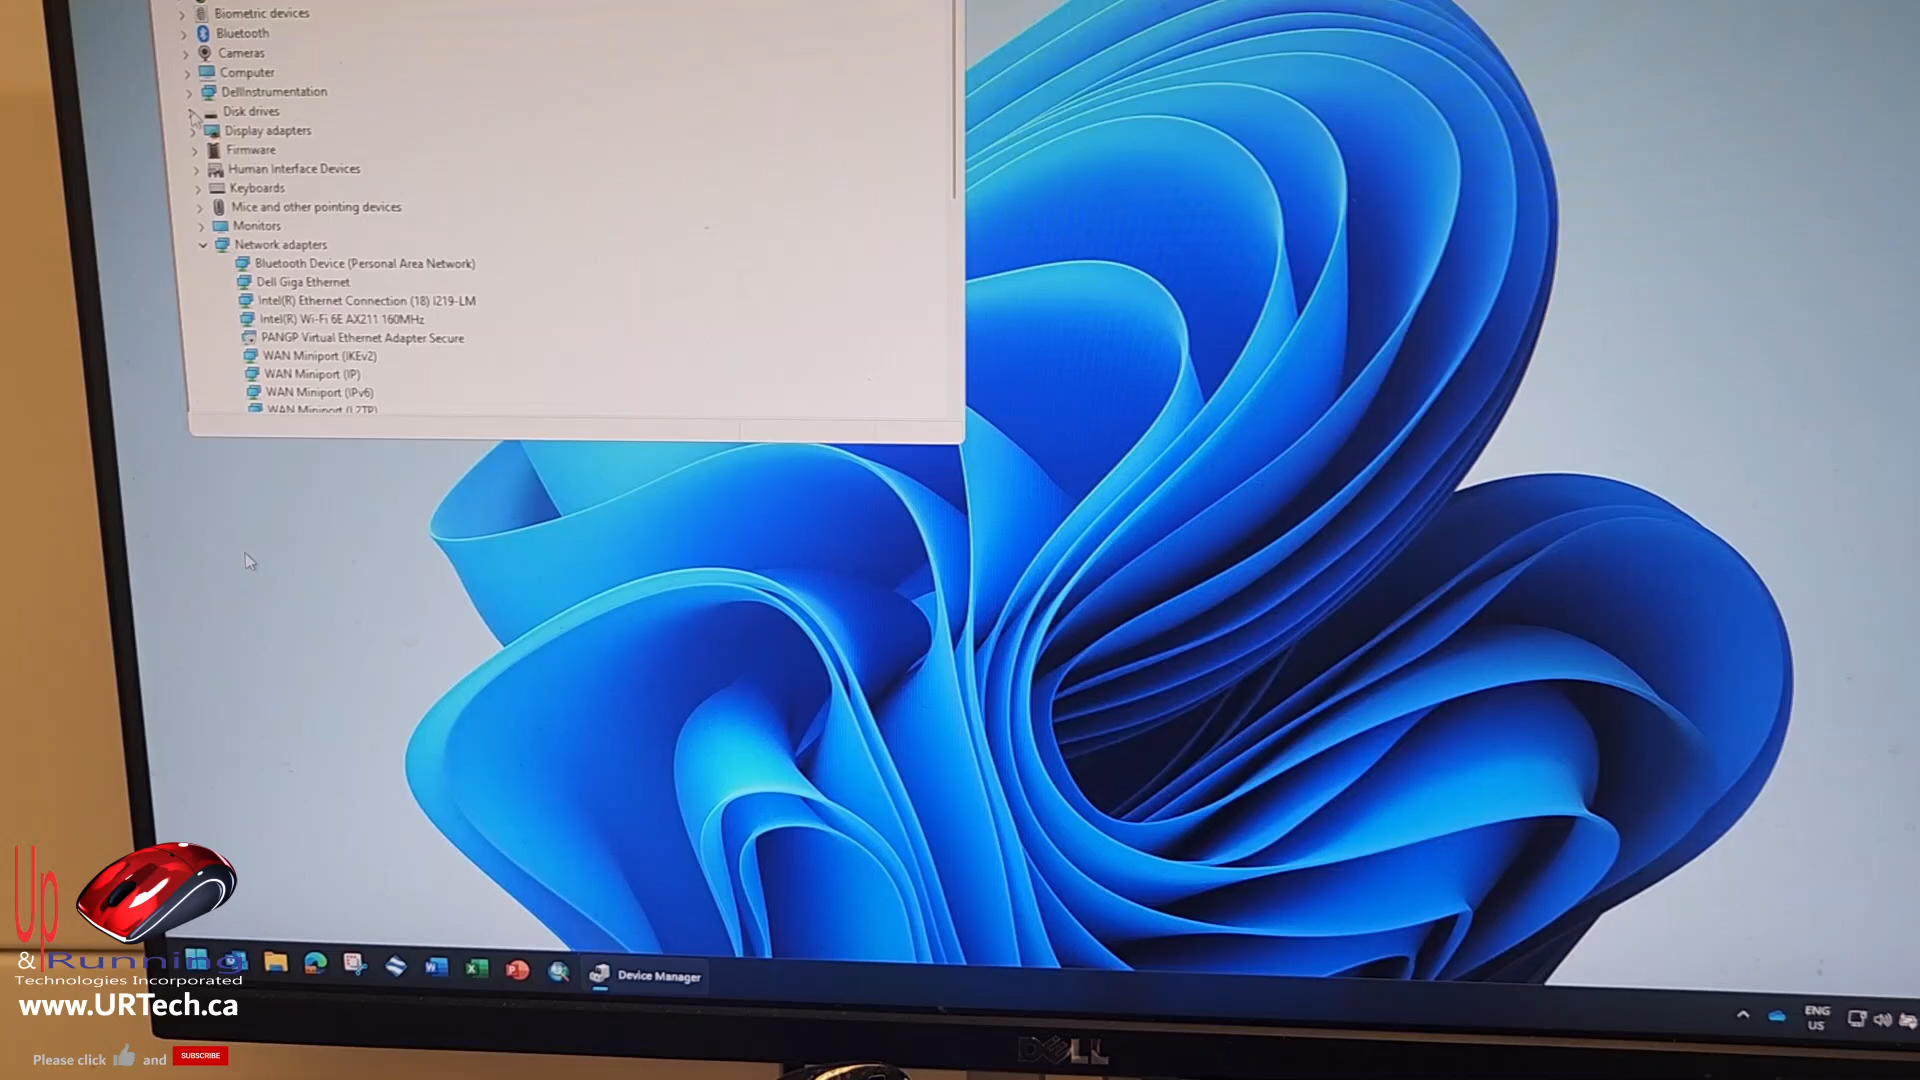 Biometric devices
Bluetooth
Cameras
Computer
DellInstrumentation
Disk drives
Display adapters
Firmware
Human Interface Devices
Keyboards
Mice and other pointing devices
Monitors
Network adapters
Bluetooth Device (Personal Area Network)
Dell Giga Ethernet
Intel(R) Ethernet Connection (18) I219-LM
Intel(R) Wi-Fi 6E AX211 160MHz
PANGP Virtual Ethernet Adapter Secure
WAN Miniport (IKEv2)
WAN Miniport (IP)
WAN Miniport (IPv6)
WAN Miniport (L2TP)
Up
& Running
Technologies Incorporated
www.URTech.ca
Please click and SUBSCRIBE
Device Manager
ENG
US
DELL